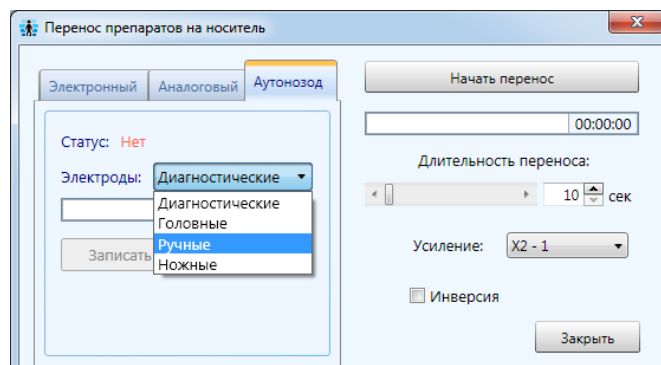 Перенос препаратов на носитель
Электронный
Аналоговый
Аутонозод
Статус: Нет
Электроды: Диагностические
Диагностические
Головные
Ручные
Ножные
Записать
Начать перенос
00:00:00
Длительность переноса:
10 сек
Усиление: X2 - 1
Инверсия
Закрыть